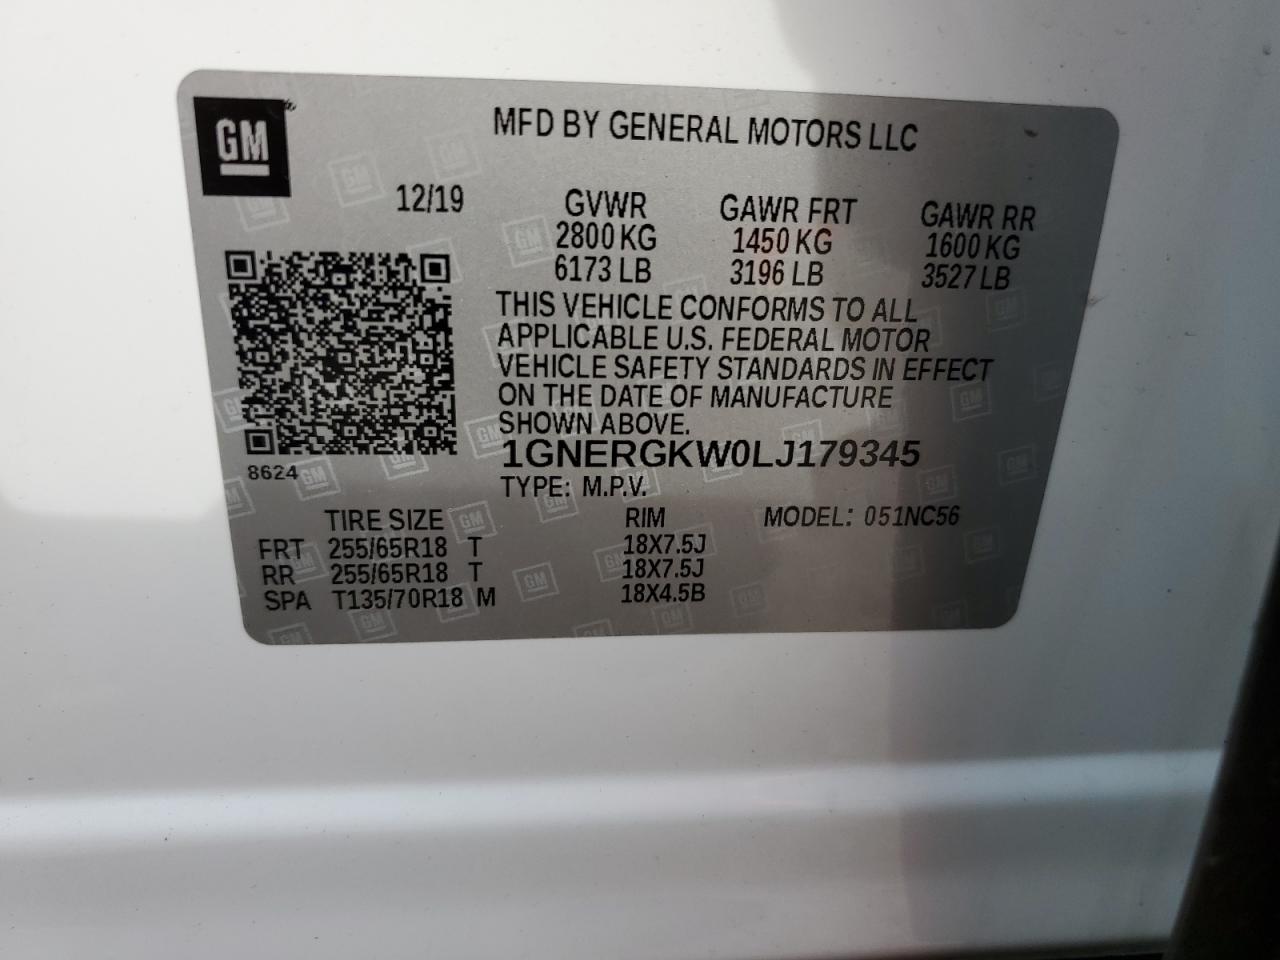 GM
MFD BY GENERAL MOTORS LLC
12/19 GVWR GAWR FRT GAWR RR
2800 KG 1450 KG 1600 KG
6173 LB 3196 LB 3527 LB
THIS VEHICLE CONFORMS TO ALL
APPLICABLE U.S. FEDERAL MOTOR
VEHICLE SAFETY STANDARDS IN EFFECT
ON THE DATE OF MANUFACTURE
SHOWN ABOVE.
1GNERGKW0LJ179345
8624
TYPE: M.P.V.
TIRE SIZE RIM MODEL: 051NC56
FRT 255/65R18 T 18X7.5J
RR 255/65R18 T 18X7.5J
SPA T135/70R18 M 18X4.5B